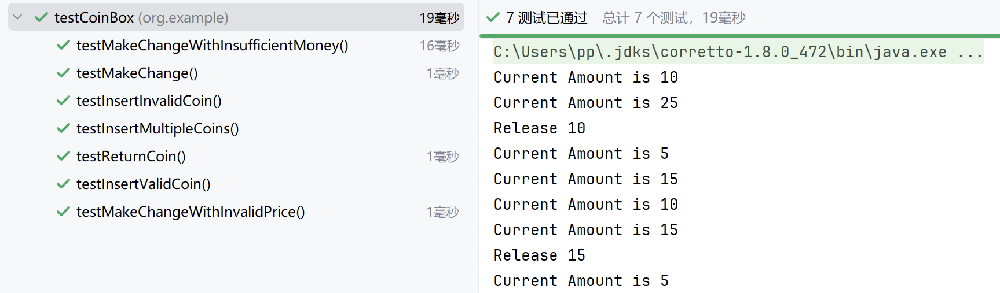 testCoinBox (org.example) 19毫秒
testMakeChangeWithInsufficientMoney() 16毫秒
testMakeChange() 1毫秒
testInsertInvalidCoin()
testInsertMultipleCoins()
testReturnCoin() 1毫秒
testInsertValidCoin()
testMakeChangeWithInvalidPrice() 1毫秒
7 测试已通过 总计 7 个测试，19毫秒
C:\Users\pp\.jdks\corretto-1.8.0_472\bin\java.exe ...
Current Amount is 10
Current Amount is 25
Release 10
Current Amount is 5
Current Amount is 15
Current Amount is 10
Current Amount is 15
Release 15
Current Amount is 5